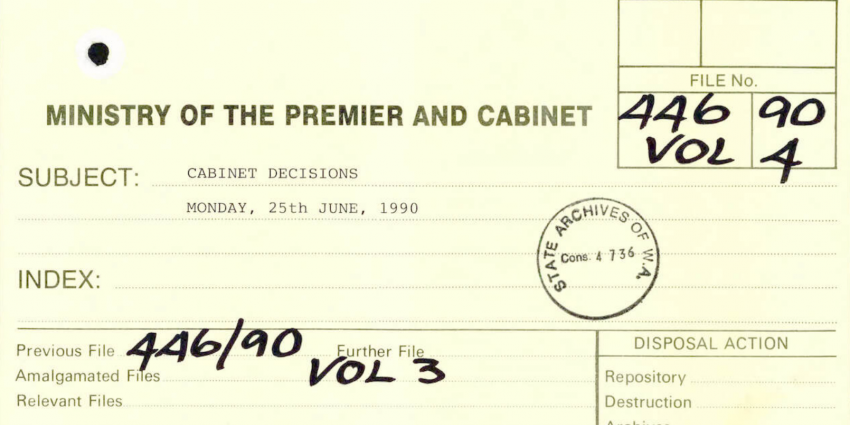 FILE No.
446 90
VOL 4
MINISTRY OF THE PREMIER AND CABINET
SUBJECT: CABINET DECISIONS
MONDAY, 25th JUNE, 1990
STATE ARCHIVES OF W.A.
Cons. 4736
INDEX:
Previous File 446/90 Further File
VOL 3
Amalgamated Files
Relevant Files
DISPOSAL ACTION
Repository
Destruction
Archives